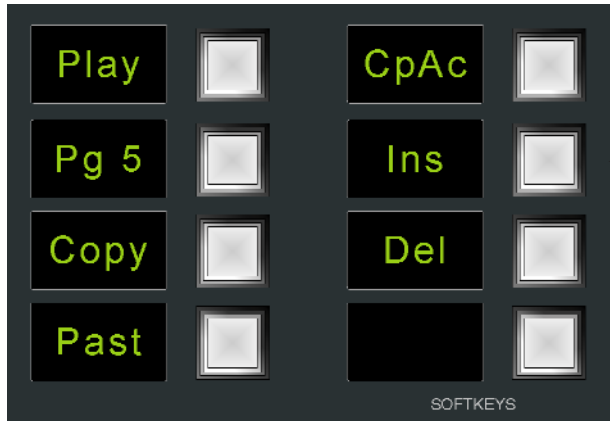 Play
CpAc
Pg 5
Ins
Copy
Del
Past
SOFTKEYS